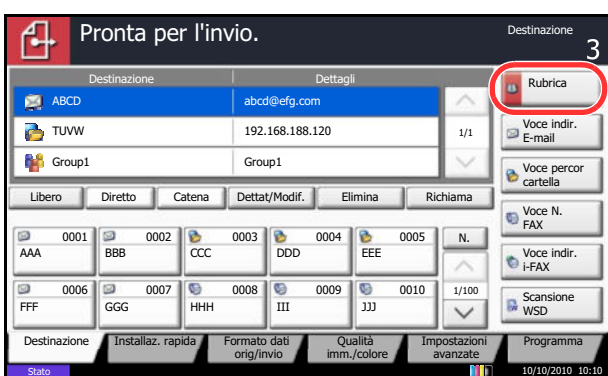 Pronta per l'invio.
Destinazione
3
Destinazione Dettagli
ABCD abcd@efg.com
TUVW 192.168.188.120 1/1
Group1 Group1
Rubrica
Voce indir.
E-mail
Voce percor
cartella
Voce N.
FAX
Voce indir.
i-FAX
Scansione
WSD
Libero Diretto Catena Dettat/Modif. Elimina Richiama
0001 0002 0003 0004 0005 N.
AAA BBB CCC DDD EEE
0006 0007 0008 0009 0010 1/100
FFF GGG HHH III JJJ
Destinazione Installaz. rapida Formato dati
orig/invio Qualità
imm./colore Impostazioni
avanzate Programma
Stato 10/10/2010 10:10